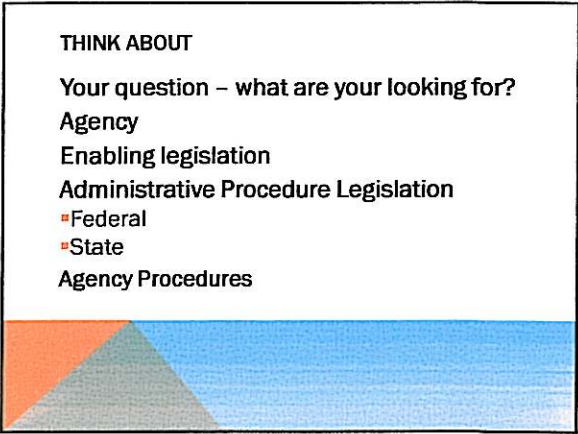 THINK ABOUT
Your question – what are your looking for?
Agency
Enabling legislation
Administrative Procedure Legislation
▪Federal
▪State
Agency Procedures